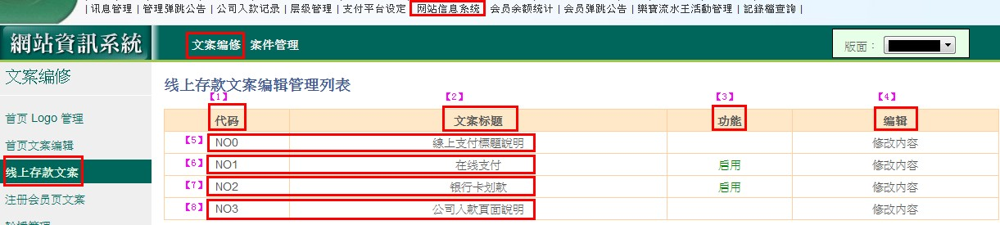 | 讯息管理 | 管理弹跳公告 | 公司入款记录 | 层级管理 | 支付平台设定 | 网站信息系统 | 会员余额统计 | 会员弹跳公告 | 樂寶流水王活動管理 | 記錄檔查詢 |
網站資訊系統 文案编修 案件管理 版面：
文案编修
线上存款文案编辑管理列表
【1】 【2】 【3】 【4】
代码 文案标题 功能 编辑
首页 Logo 管理
【5】 NO0 線上支付標題說明 修改内容
首页文案编辑
【6】 NO1 在线支付 启用 修改内容
线上存款文案
【7】 NO2 银行卡划款 启用 修改内容
注册会员页文案
【8】 NO3 公司入款頁面說明 修改内容